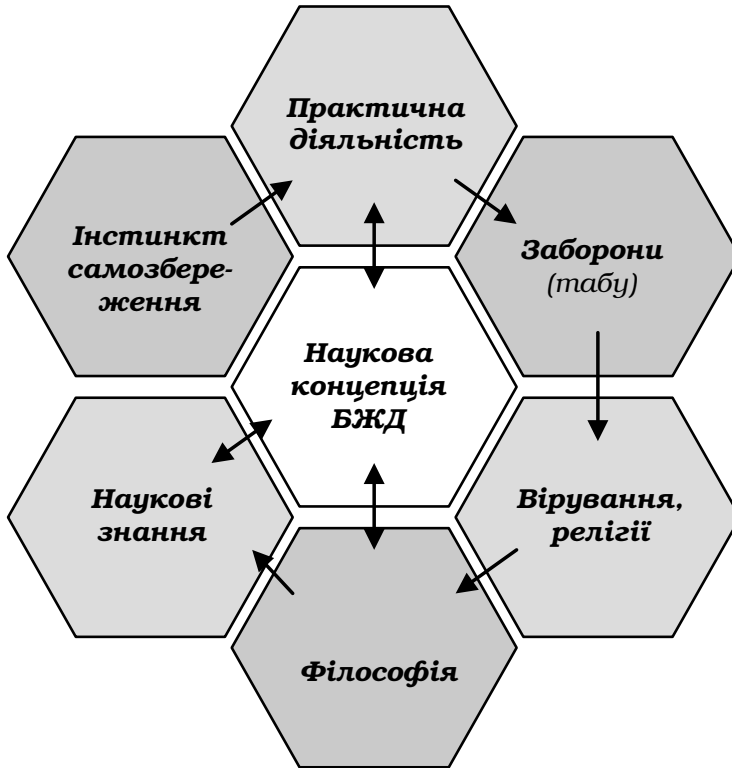 Практична
діяльність
Інстинкт
самозбере-
ження
Заборони
(табу)
Наукова
концепція
БЖД
Наукові
знання
Вірування,
релігії
Філософія